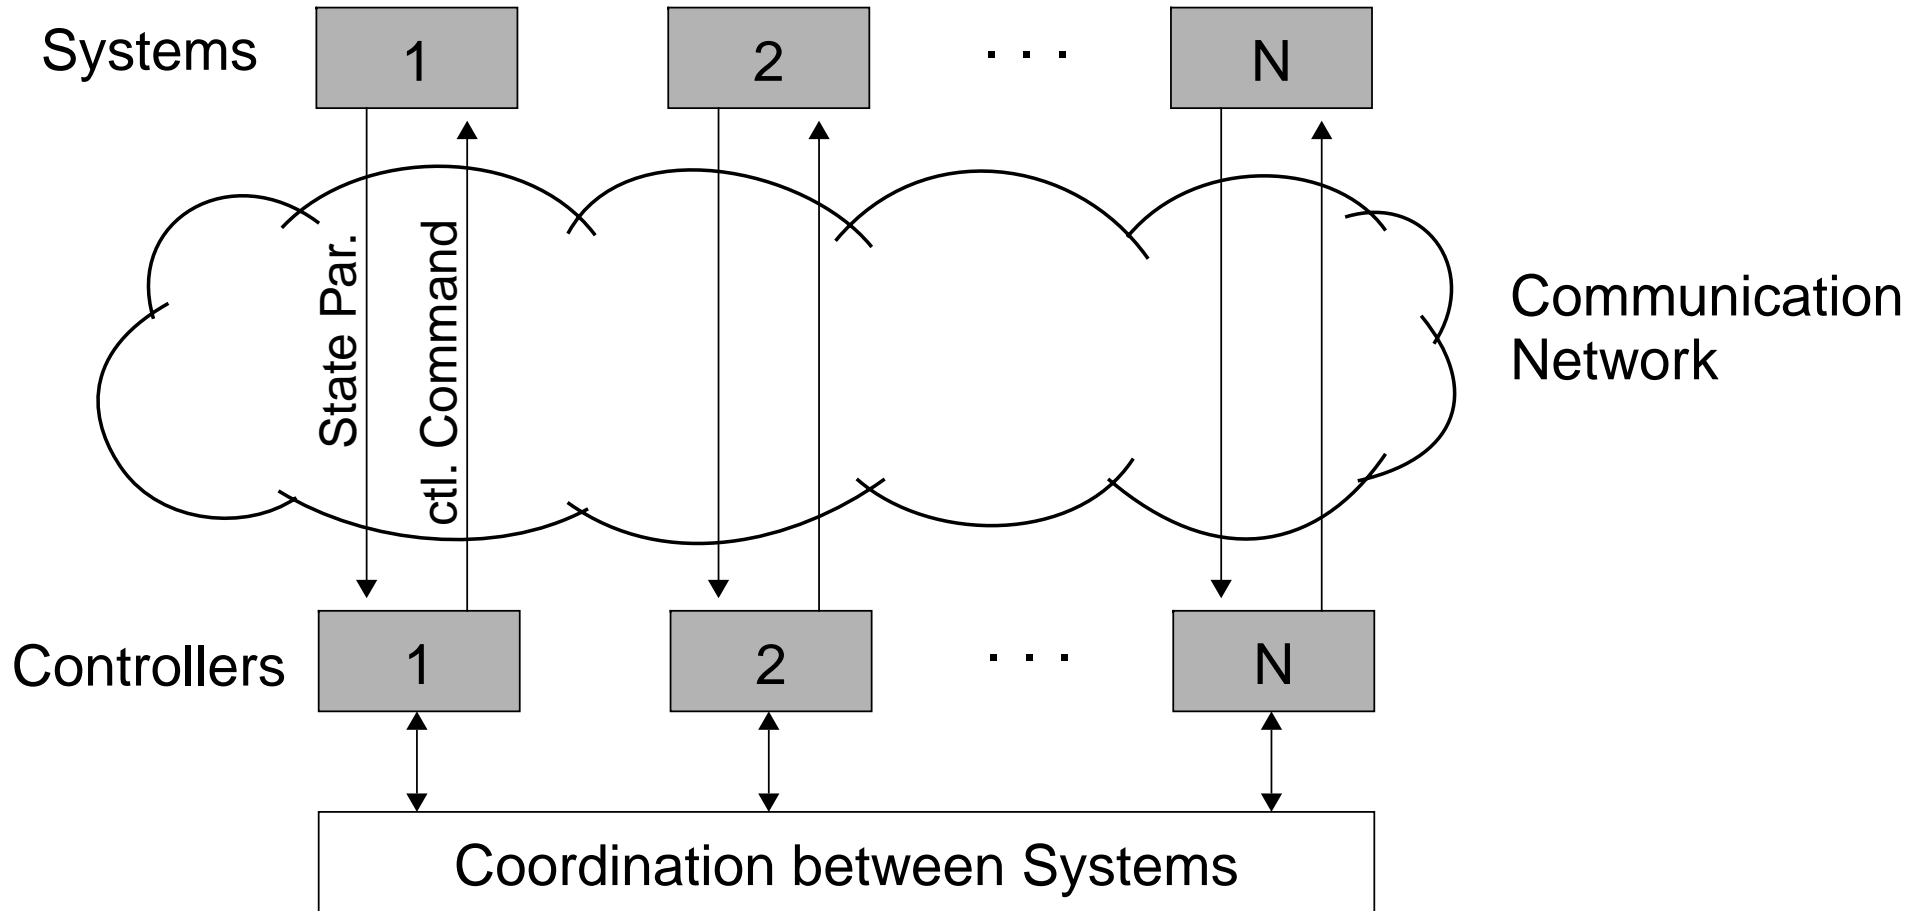 Systems
1
2
. . .
N
State Par.
ctl. Command
Communication
Network
Controllers
1
2
. . .
N
Coordination between Systems